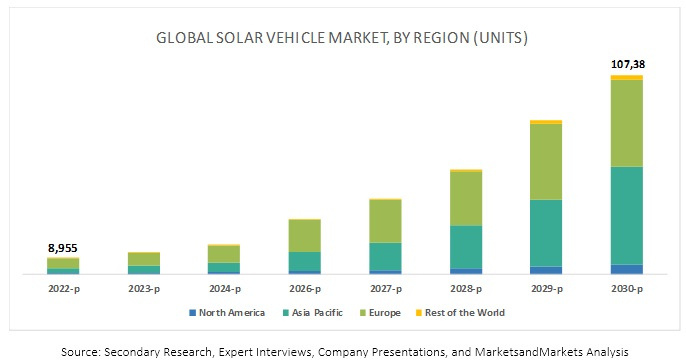 GLOBAL SOLAR VEHICLE MARKET, BY REGION (UNITS)
107,38
8,955
2022-p 2023-p 2024-p 2026-p 2027-p 2028-p 2029-p 2030-p
North America Asia Pacific Europe Rest of the World
Source: Secondary Research, Expert Interviews, Company Presentations, and MarketsandMarkets Analysis